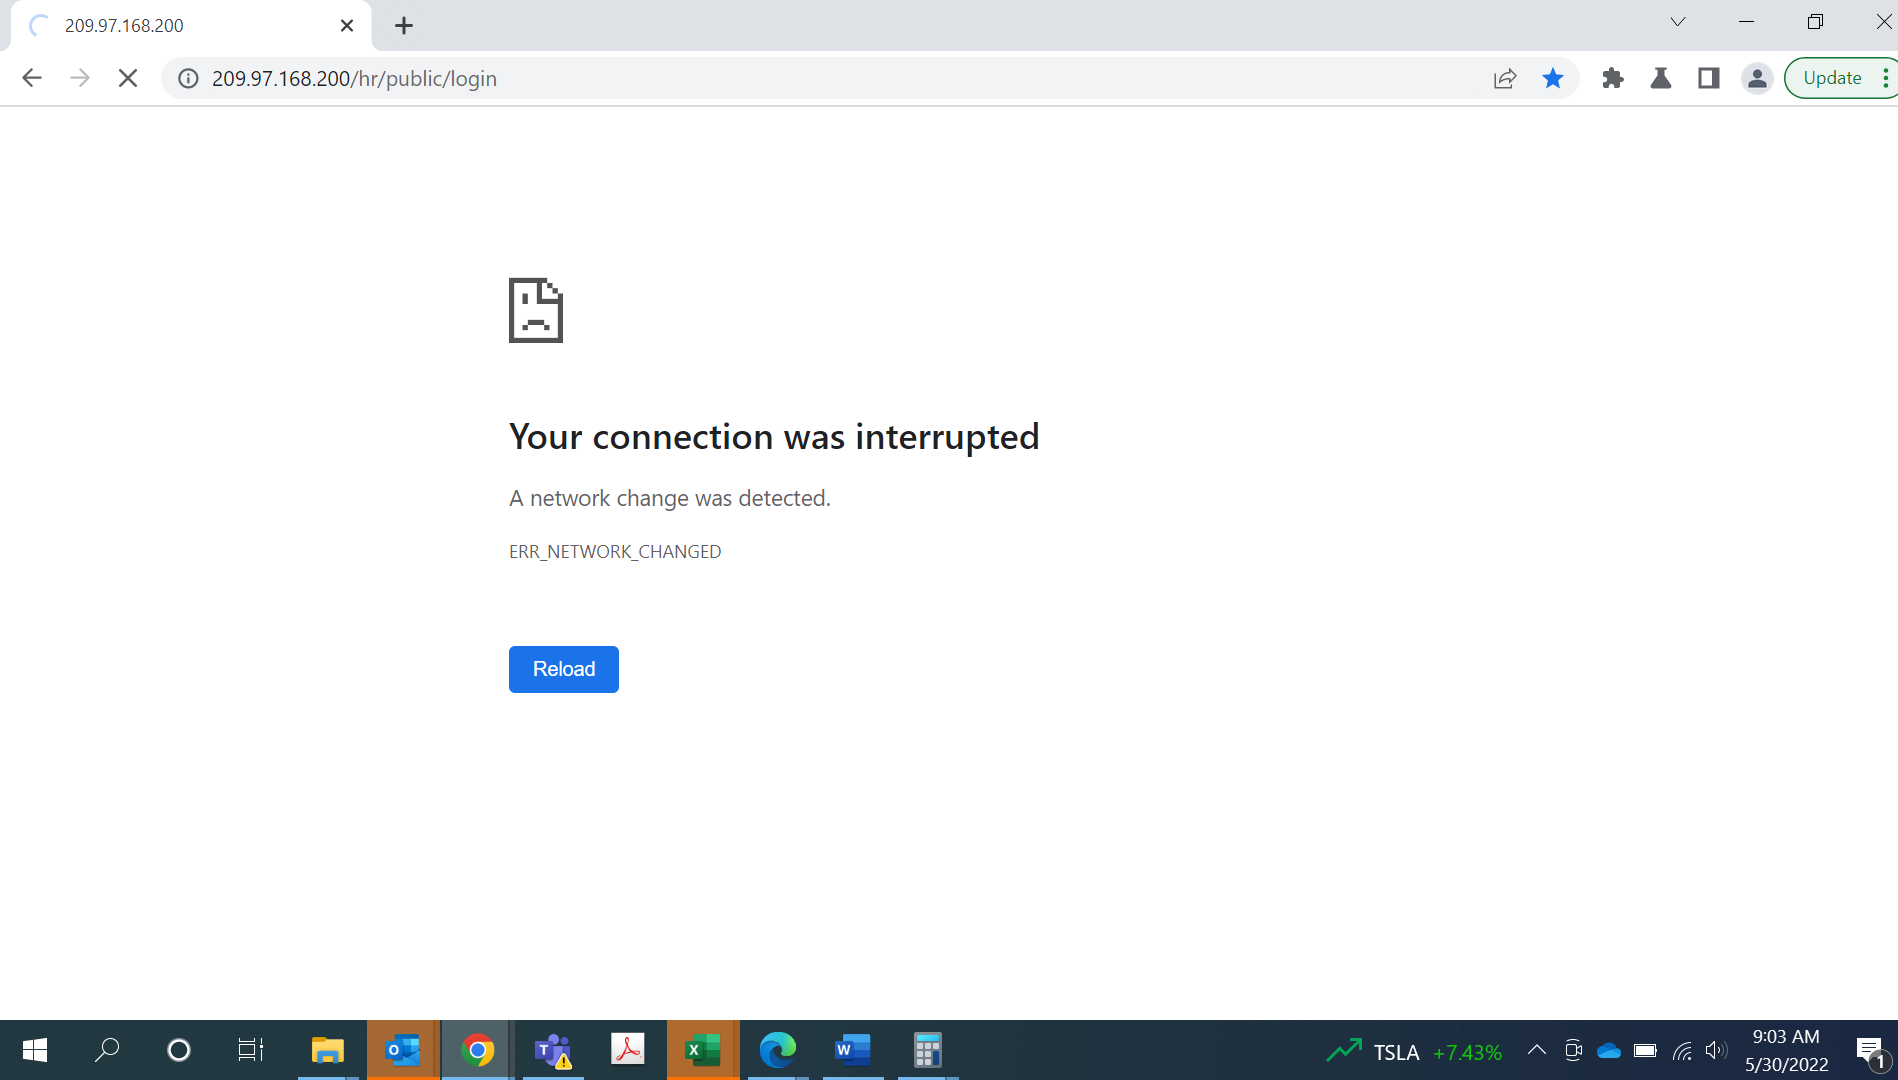 209.97.168.200
209.97.168.200/hr/public/login
Update
Your connection was interrupted
A network change was detected.
ERR_NETWORK_CHANGED
Reload
TSLA +7.43%
9:03 AM
5/30/2022
1